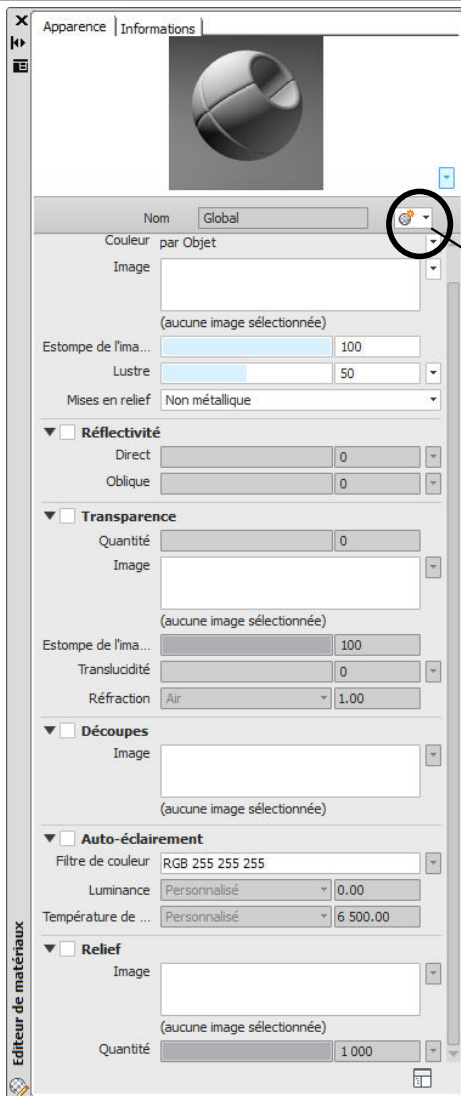 Apparence Informations
Nom Global
Couleur par Objet
Image
(aucune image sélectionnée)
Estompe de l'ima... 100
Lustre 50
Mises en relief Non métallique
Réflectivité
Direct 0
Oblique 0
Transparence
Quantité 0
Image
(aucune image sélectionnée)
Estompe de l'ima... 100
Translucidité 0
Réfraction Air 1.00
Découpes
Image
(aucune image sélectionnée)
Auto-éclairement
Filtre de couleur RGB 255 255 255
Luminance Personnalisé 0.00
Température de ... Personnalisé 6 500.00
Relief
Image
(aucune image sélectionnée)
Quantité 1 000
Editeur de matériaux